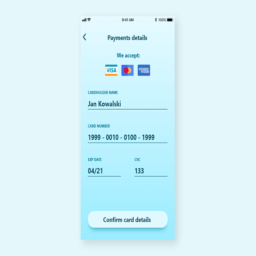 9:41 AM
100%
Payments details
We accept:
VISA
CARDHOLDER NAME
Jan Kowalski
CARD NUMBER
1999 - 0010 - 0100 - 1999
EXP DATE CVC
04/21 133
Confirm card details